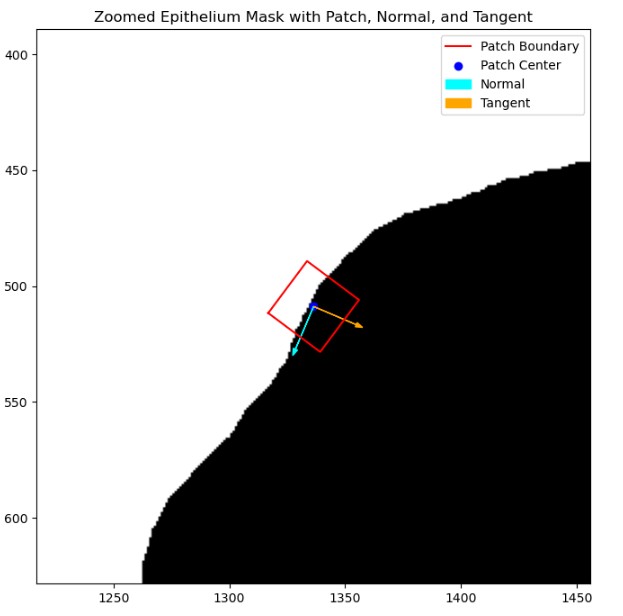 Zoomed Epithelium Mask with Patch, Normal, and Tangent
Patch Boundary
Patch Center
Normal
Tangent
400
450
500
550
600
1250
1300
1350
1400
1450